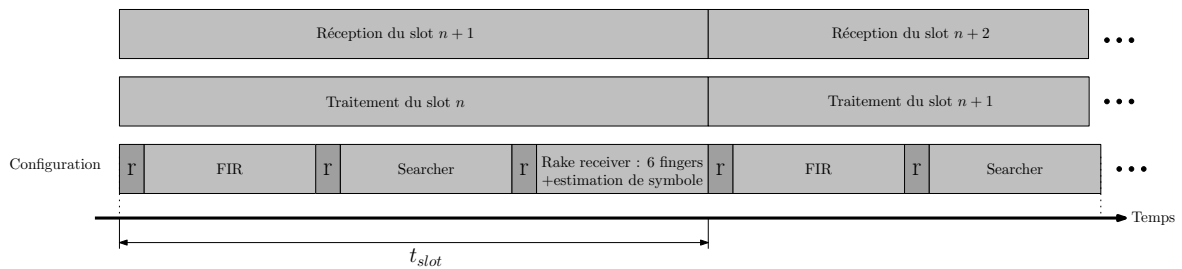 Réception du slot n + 1
Réception du slot n + 2
Traitement du slot n
Traitement du slot n + 1
Configuration
r
FIR
r
Searcher
r
Rake receiver : 6 fingers
+estimation de symbole
r
FIR
r
Searcher
Temps
t_slot